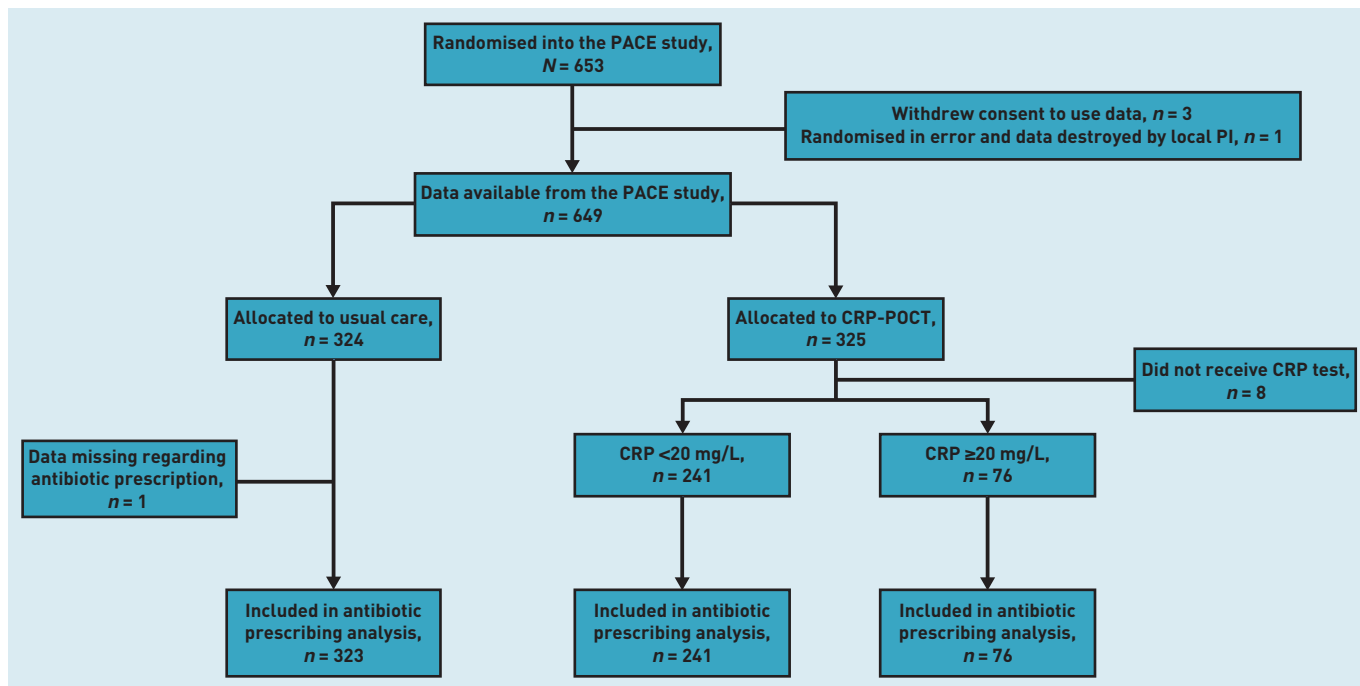 Randomised into the PACE study,
N = 653
Withdrew consent to use data, n = 3
Randomised in error and data destroyed by local PI, n = 1
Data available from the PACE study,
n = 649
Allocated to usual care,
n = 324
Allocated to CRP-POCT,
n = 325
Did not receive CRP test,
n = 8
Data missing regarding
antibiotic prescription,
n = 1
CRP <20 mg/L,
n = 241
CRP ≥20 mg/L,
n = 76
Included in antibiotic
prescribing analysis,
n = 323
Included in antibiotic
prescribing analysis,
n = 241
Included in antibiotic
prescribing analysis,
n = 76